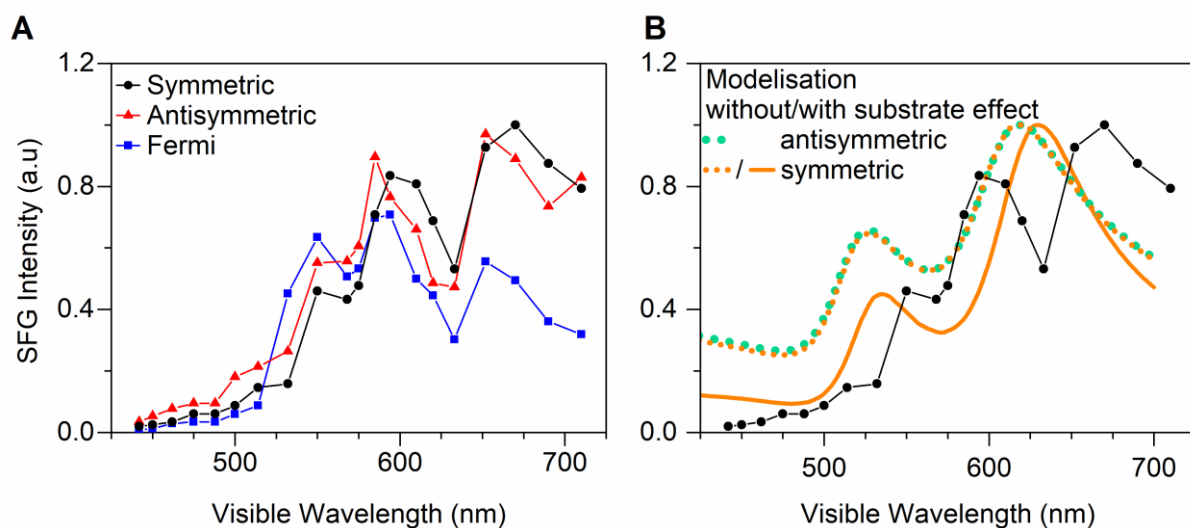 A
Symmetric
Antisymmetric
Fermi
SFG Intensity (a.u)
1.2
0.8
0.4
0.0
500
600
700
Visible Wavelength (nm)
B
Modelisation
without/with substrate effect
antisymmetric
/ symmetric
1.2
0.8
0.4
0.0
500
600
700
Visible Wavelength (nm)